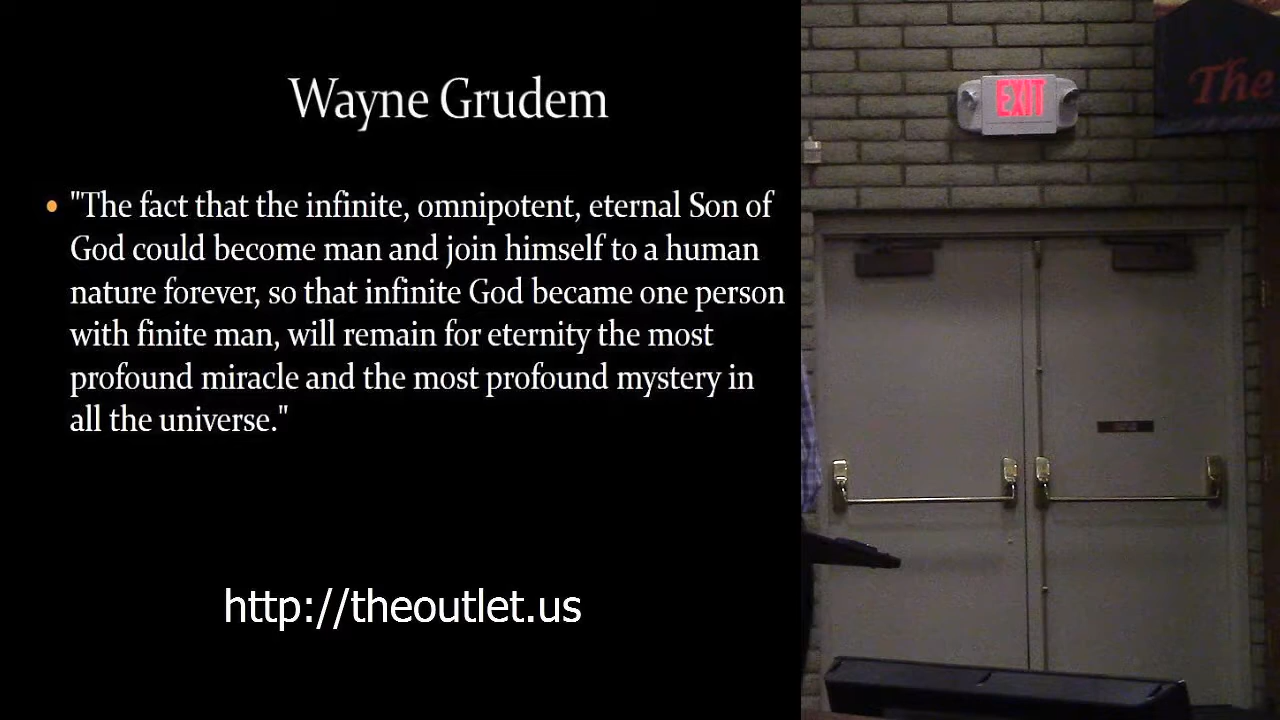 Wayne Grudem
• "The fact that the infinite, omnipotent, eternal Son of
God could become man and join himself to a human
nature forever, so that infinite God became one person
with finite man, will remain for eternity the most
profound miracle and the most profound mystery in
all the universe."
http://theoutlet.us
EXIT
The